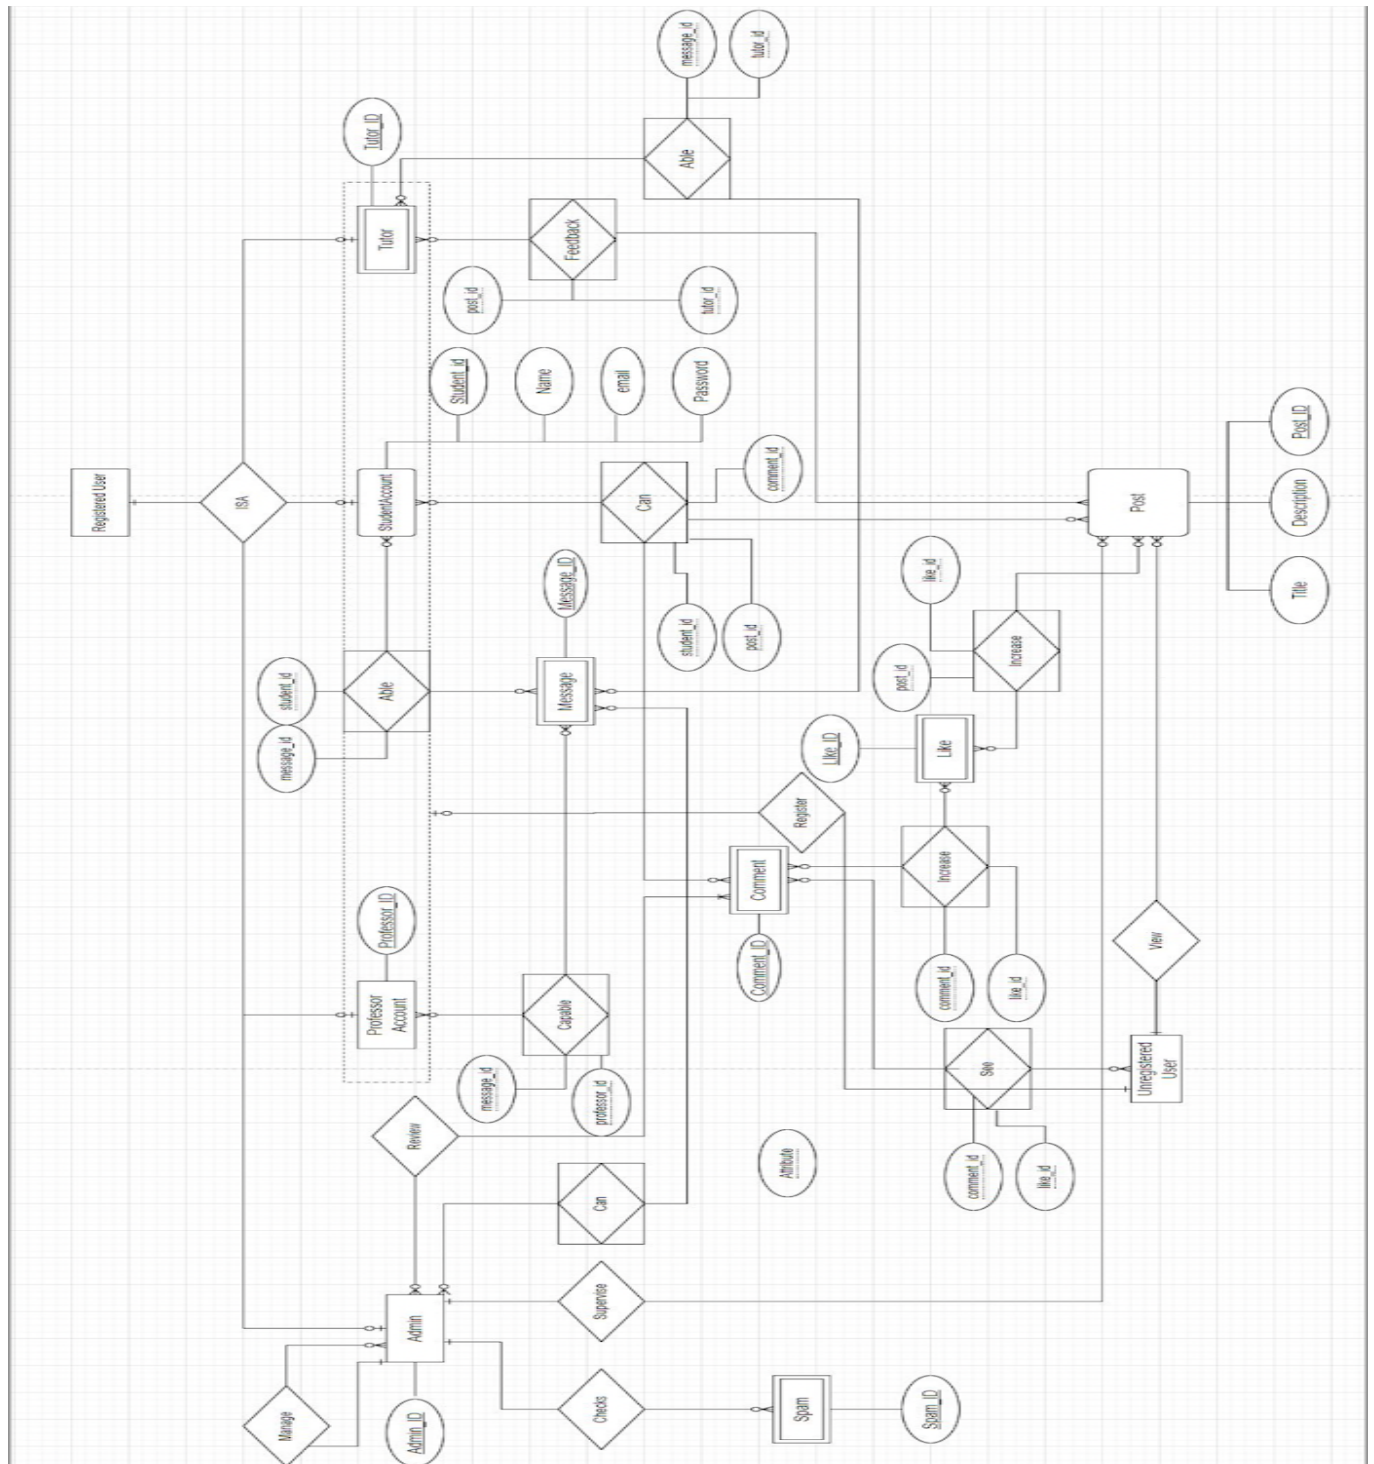 message_id
tutor_id
Tutor_ID
Able
Tutor
Feedback
post_id
tutor_id
Student_id
Name
email
Password
Registered User
ISA
StudentAccount
Can
comment_id
Post
Post_ID
Description
Title
Message_ID
student_id
post_id
like_id
Increase
post_id
student_id
message_id
Able
Message
Like_ID
Like
Register
Comment
Increase
Comment_ID
comment_id
like_id
View
Professor_ID
Professor
Account
Capable
message_id
professor_id
See
Unregistered
User
comment_id
like_id
Attribute
Review
Can
Supervise
Admin
Manage
Admin_ID
Checks
Spam
Spam_ID